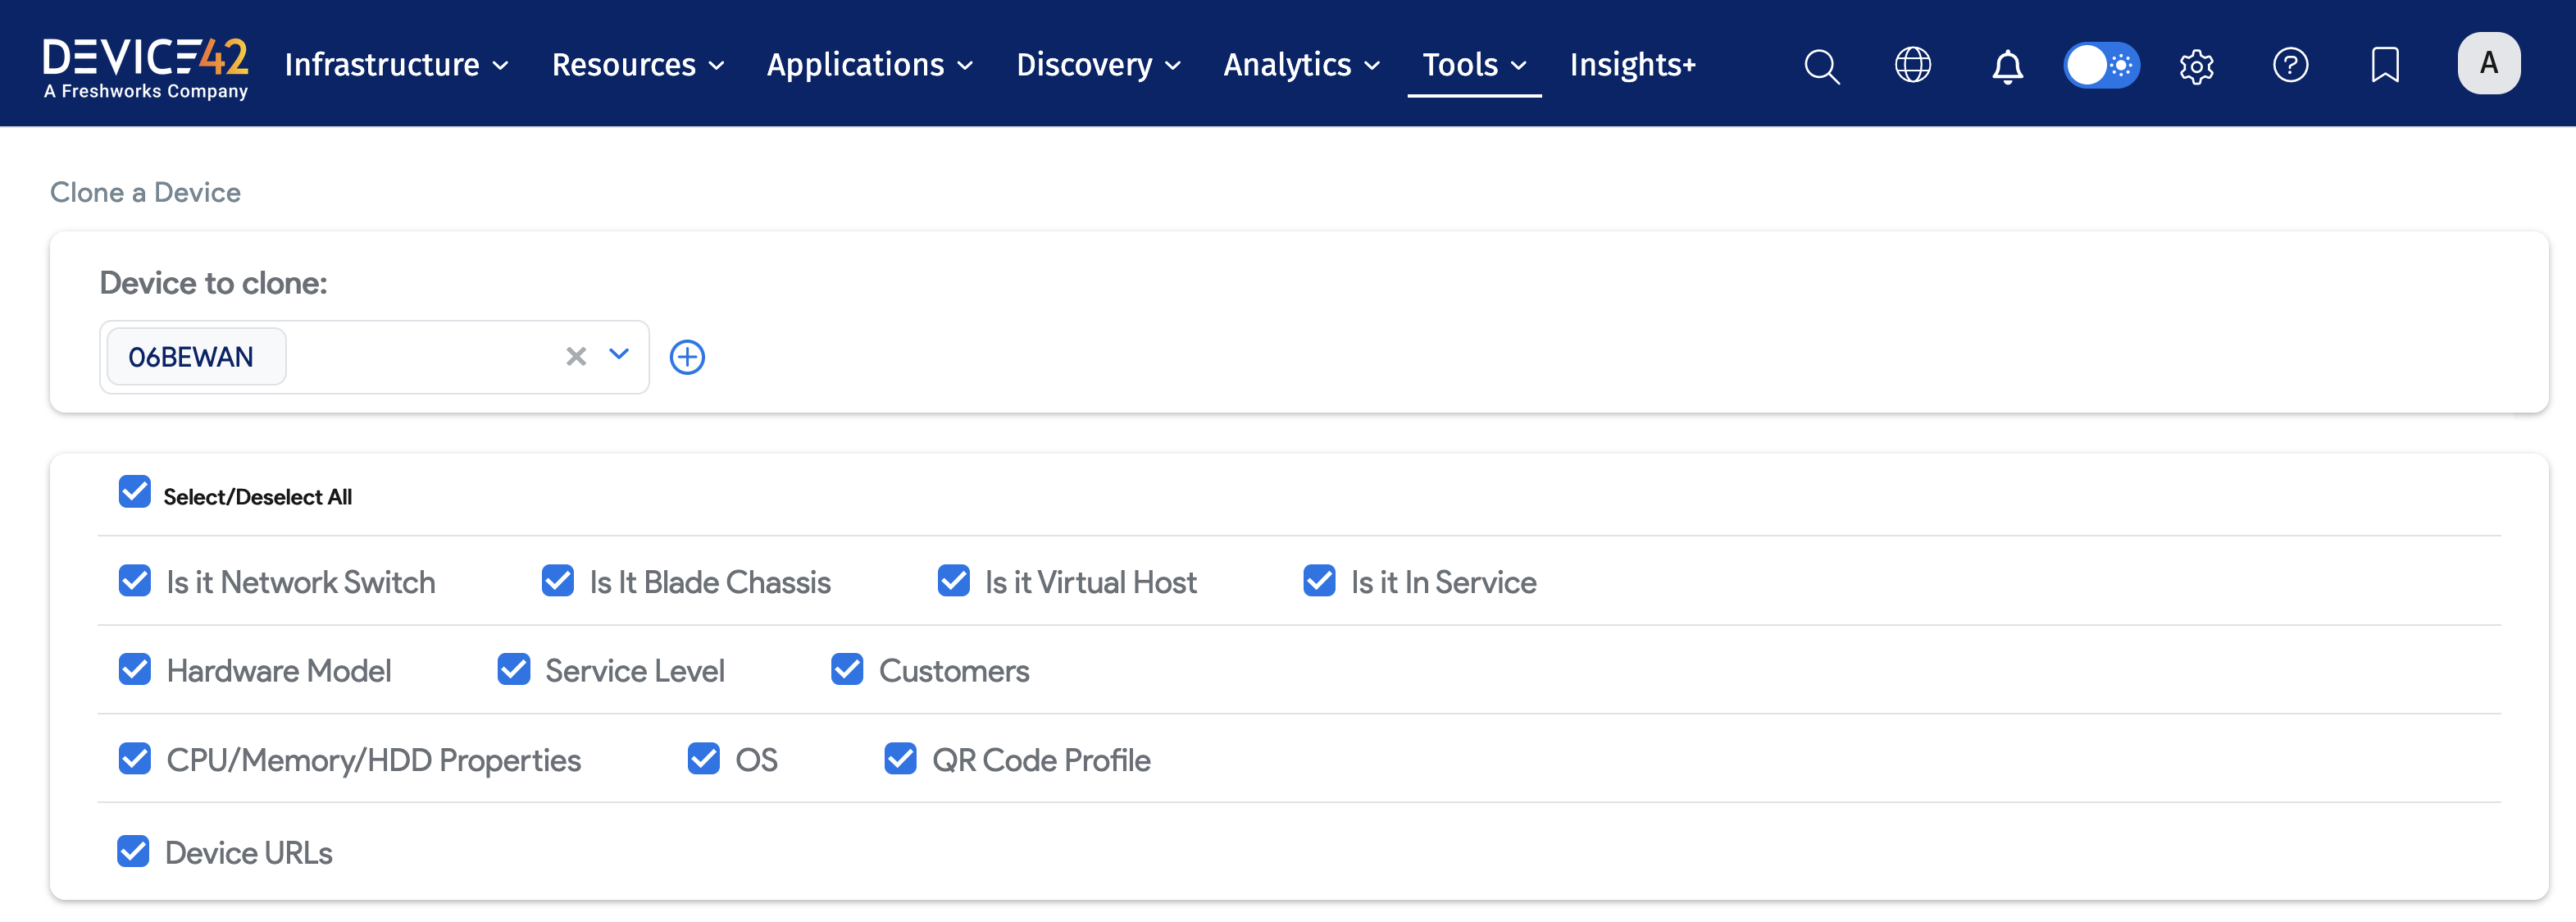 DEVICE42
A Freshworks Company
Infrastructure Resources Applications Discovery Analytics Tools Insights+ A
Clone a Device
Device to clone:
06BEWAN
Select/Deselect All
Is it Network Switch Is It Blade Chassis Is it Virtual Host Is it In Service
Hardware Model Service Level Customers
CPU/Memory/HDD Properties OS QR Code Profile
Device URLs